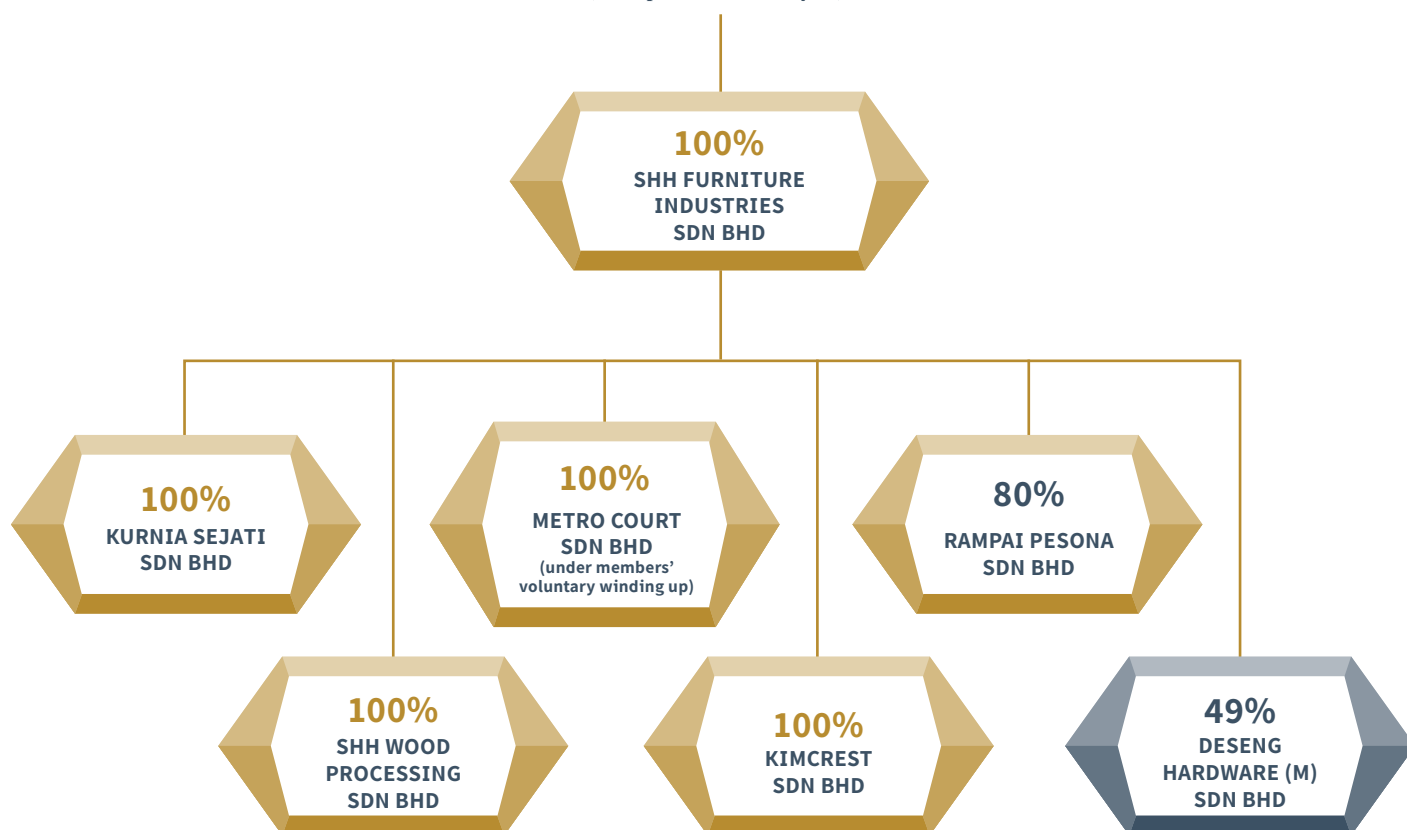 100%
SHH FURNITURE
INDUSTRIES
SDN BHD
100%
KURNIA SEJATI
SDN BHD
100%
METRO COURT
SDN BHD
(under members’
voluntary winding up)
80%
RAMPAI PESONA
SDN BHD
100%
SHH WOOD
PROCESSING
SDN BHD
100%
KIMCREST
SDN BHD
49%
DESENG
HARDWARE (M)
SDN BHD